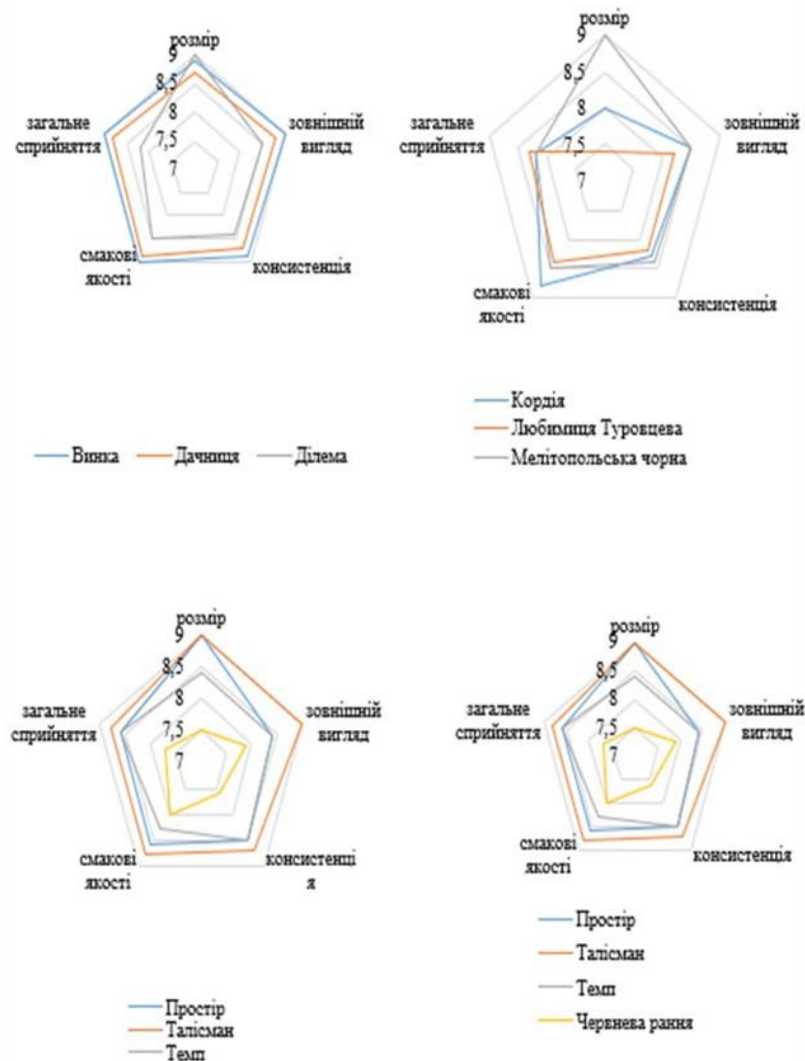 розмір
9
8,5
8
7,5
7
загальне
сприйняття
зовнішній
вигляд
смакові
якості
консистенція
Винка Дачниця Ділема
розмір
9
8,5
8
7,5
7
загальне
сприйняття
зовнішній
вигляд
смакові
якості
консистенція
Кордія
Любимиця Туровцева
Мелітопольська чорна
розмір
9
8,5
8
7,5
7
загальне
сприйняття
зовнішній
вигляд
смакові
якості
консистенці
я
Простір
Талісман
Темп
розмір
9
8,5
8
7,5
7
загальне
сприйняття
зовнішній
вигляд
смакові
якості
консистенція
Простір
Талісман
Темп
Червнева рання